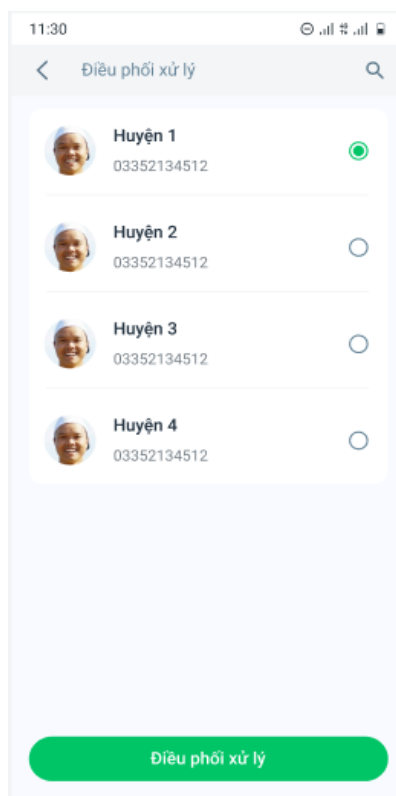 11:30
Điều phối xử lý
Huyện 1
03352134512
Huyện 2
03352134512
Huyện 3
03352134512
Huyện 4
03352134512
Điều phối xử lý